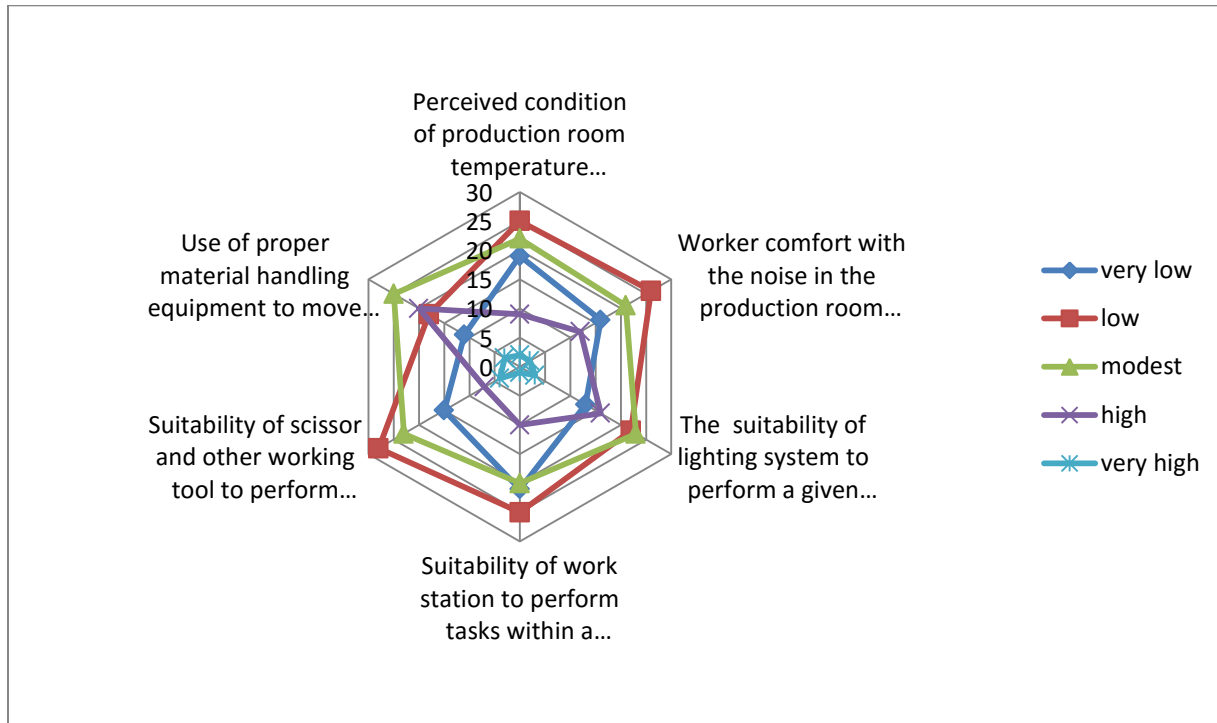 Perceived condition
of production room
temperature...
30
25
20
15
10
5
0
Worker comfort with
the noise in the
production room...
The suitability of
lighting system to
perform a given...
Suitability of work
station to perform
tasks within a...
Suitability of scissor
and other working
tool to perform...
Use of proper
material handling
equipment to move...
very low
low
modest
high
very high